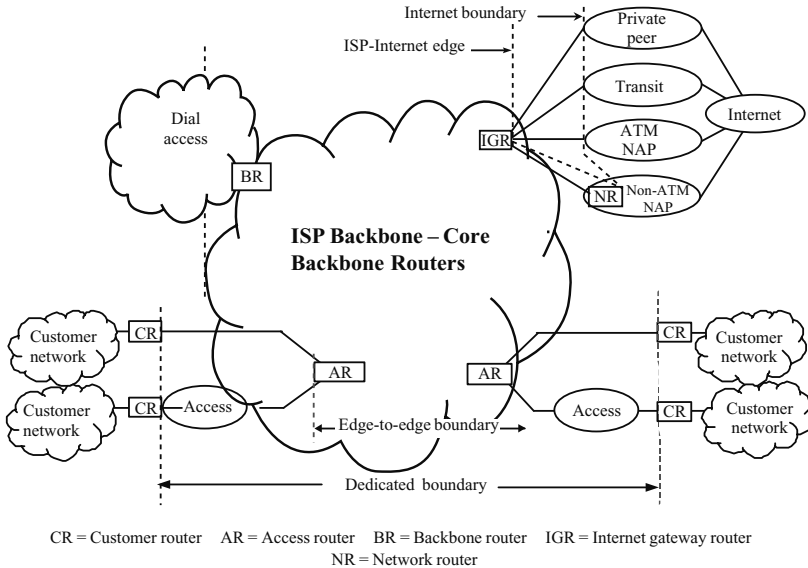 Internet boundary
ISP-Internet edge
Private
peer
Transit
ATM
NAP
Non-ATM
NAP
NR
Internet
IGR
Dial
access
BR
ISP Backbone – Core
Backbone Routers
Customer
network
CR
Customer
network
CR
Access
AR
AR
CR
Customer
network
Access
CR
Customer
network
Edge-to-edge boundary
Dedicated boundary
CR = Customer router AR = Access router BR = Backbone router IGR = Internet gateway router
NR = Network router